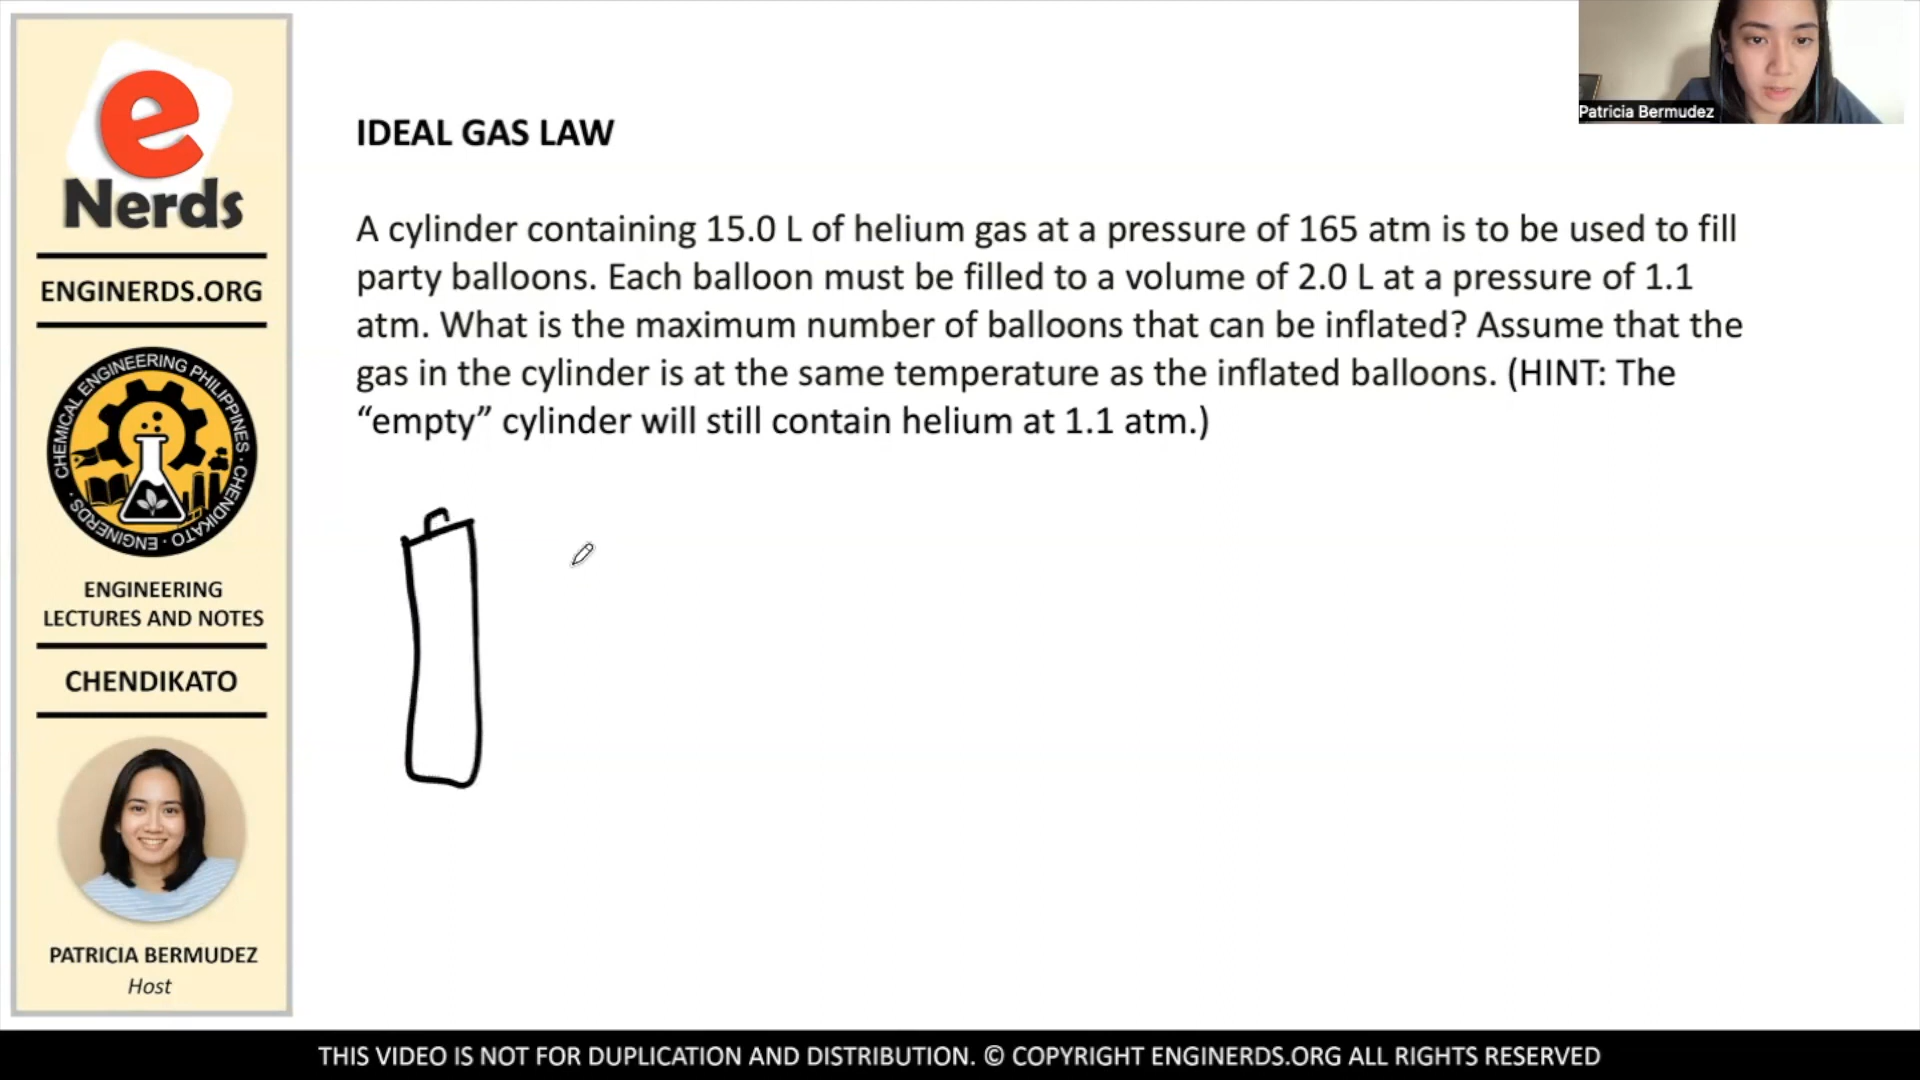 e
Nerds
ENGINERDS.ORG
CHEMICAL ENGINEERING PHILIPPINES · CHENDIKATO · ENGINERDS ·
ENGINEERING
LECTURES AND NOTES
CHENDIKATO
PATRICIA BERMUDEZ
Host
IDEAL GAS LAW
A cylinder containing 15.0 L of helium gas at a pressure of 165 atm is to be used to fill
party balloons. Each balloon must be filled to a volume of 2.0 L at a pressure of 1.1
atm. What is the maximum number of balloons that can be inflated? Assume that the
gas in the cylinder is at the same temperature as the inflated balloons. (HINT: The
“empty” cylinder will still contain helium at 1.1 atm.)
Patricia Bermudez
THIS VIDEO IS NOT FOR DUPLICATION AND DISTRIBUTION. © COPYRIGHT ENGINERDS.ORG ALL RIGHTS RESERVED